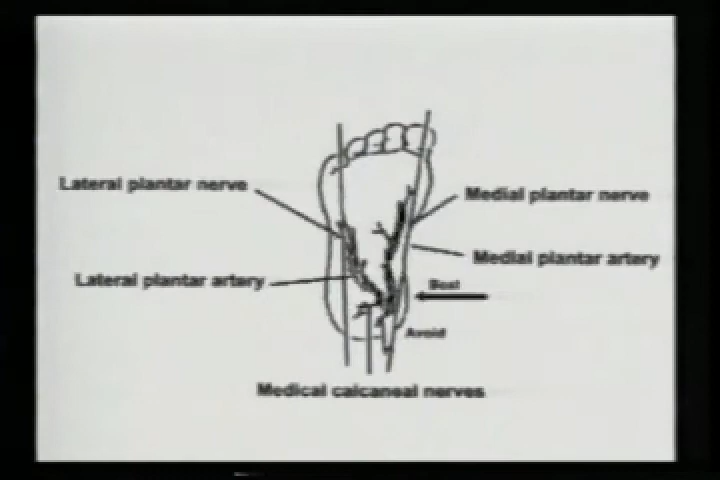 Lateral plantar nerve
Medial plantar nerve
Medial plantar artery
Lateral plantar artery
Best
Avoid
Medical calcaneal nerves